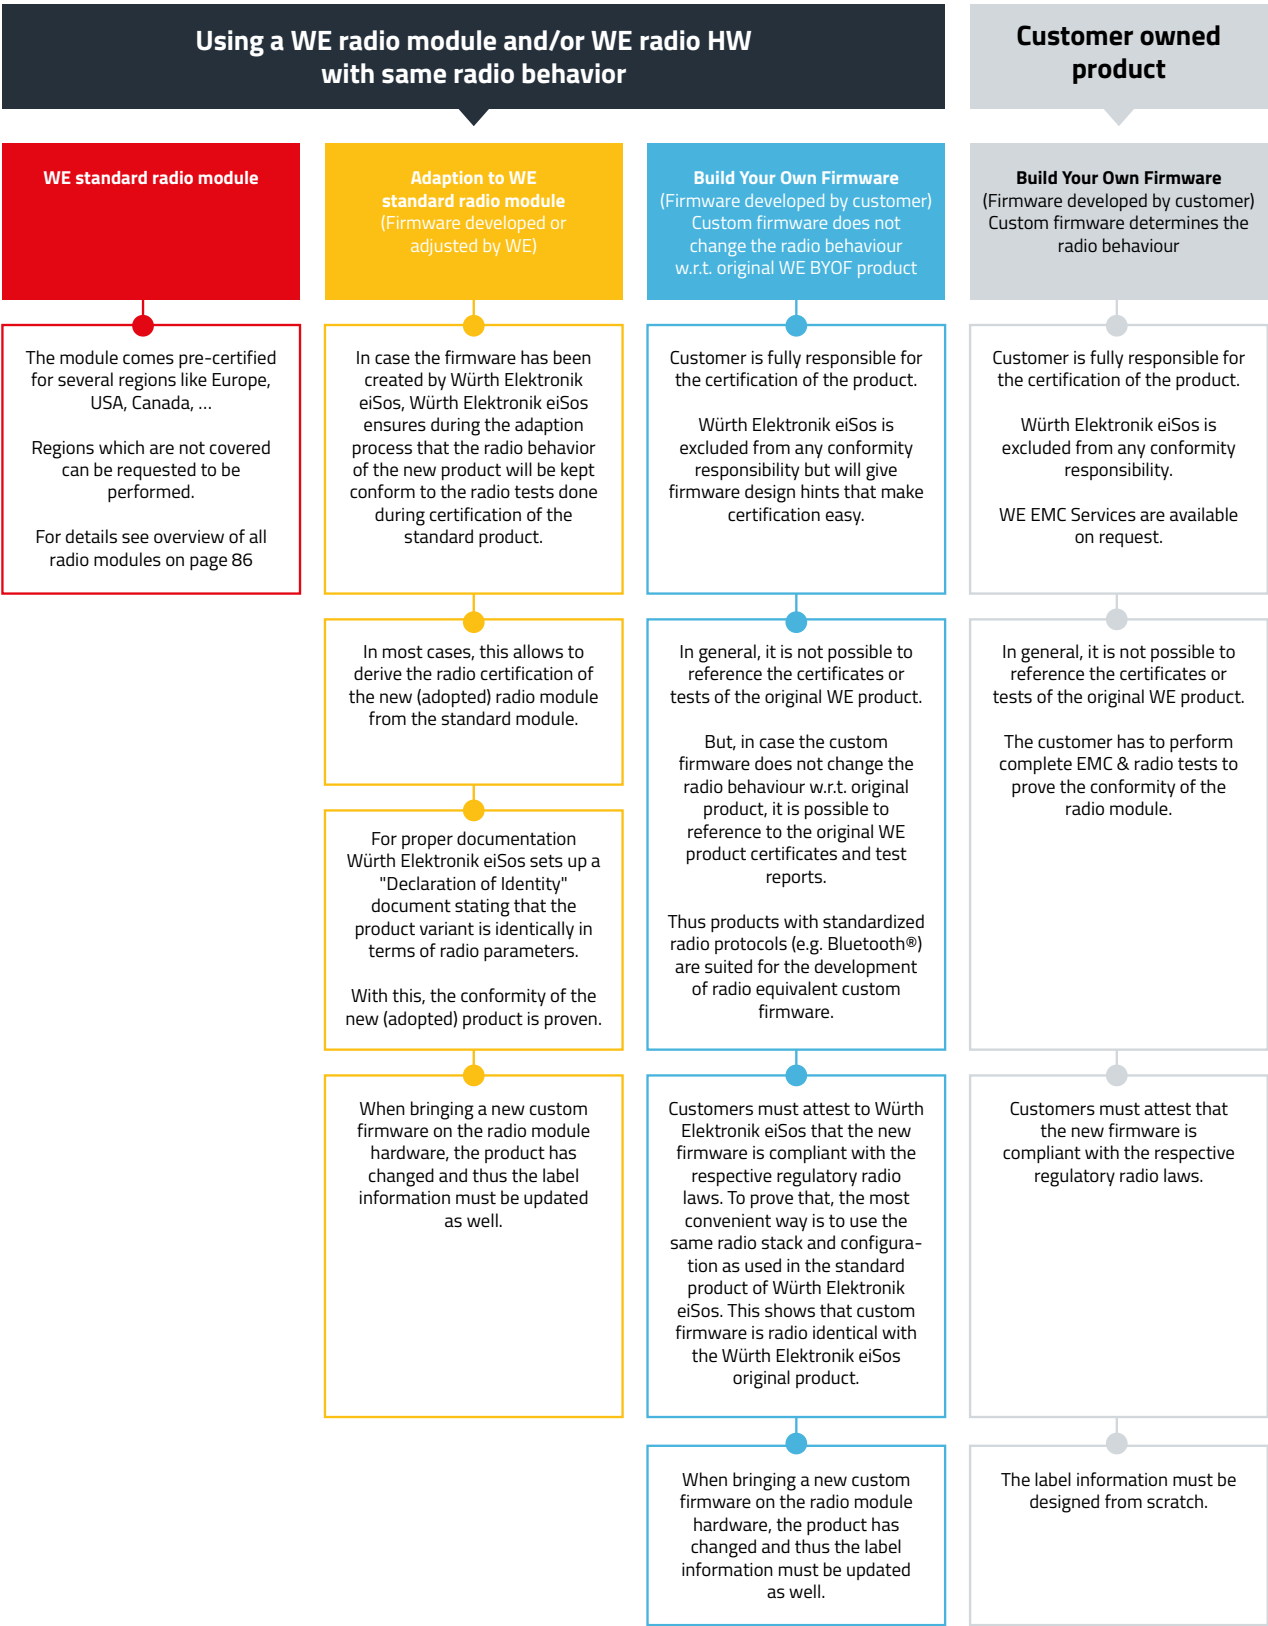 Using a WE radio module and/or WE radio HW
with same radio behavior
Customer owned
product
WE standard radio module
The module comes pre-certified
for several regions like Europe,
USA, Canada, ...
Regions which are not covered
can be requested to be
performed.
For details see overview of all
radio modules on page 86
Adaption to WE
standard radio module
(Firmware developed or
adjusted by WE)
In case the firmware has been
created by Würth Elektronik
eiSos, Würth Elektronik eiSos
ensures during the adaption
process that the radio behavior
of the new product will be kept
conform to the radio tests done
during certification of the
standard product.
In most cases, this allows to
derive the radio certification of
the new (adopted) radio module
from the standard module.
For proper documentation
Würth Elektronik eiSos sets up a
"Declaration of Identity"
document stating that the
product variant is identically in
terms of radio parameters.
With this, the conformity of the
new (adopted) product is proven.
When bringing a new custom
firmware on the radio module
hardware, the product has
changed and thus the label
information must be updated
as well.
Build Your Own Firmware
(Firmware developed by customer)
Custom firmware does not
change the radio behaviour
w.r.t. original WE BYOF product
Customer is fully responsible for
the certification of the product.
Würth Elektronik eiSos is
excluded from any conformity
responsibility but will give
firmware design hints that make
certification easy.
In general, it is not possible to
reference the certificates or
tests of the original WE product.
But, in case the custom
firmware does not change the
radio behaviour w.r.t. original
product, it is possible to
reference to the original WE
product certificates and test
reports.
Thus products with standardized
radio protocols (e.g. Bluetooth®)
are suited for the development
of radio equivalent custom
firmware.
Customers must attest to Würth
Elektronik eiSos that the new
firmware is compliant with the
respective regulatory radio
laws. To prove that, the most
convenient way is to use the
same radio stack and configura-
tion as used in the standard
product of Würth Elektronik
eiSos. This shows that custom
firmware is radio identical with
the Würth Elektronik eiSos
original product.
When bringing a new custom
firmware on the radio module
hardware, the product has
changed and thus the label
information must be updated
as well.
Build Your Own Firmware
(Firmware developed by customer)
Custom firmware determines the
radio behaviour
Customer is fully responsible for
the certification of the product.
Würth Elektronik eiSos is
excluded from any conformity
responsibility.
WE EMC Services are available
on request.
In general, it is not possible to
reference the certificates or
tests of the original WE product.
The customer has to perform
complete EMC & radio tests to
prove the conformity of the
radio module.
Customers must attest that
the new firmware is
compliant with the respective
regulatory radio laws.
The label information must be
designed from scratch.